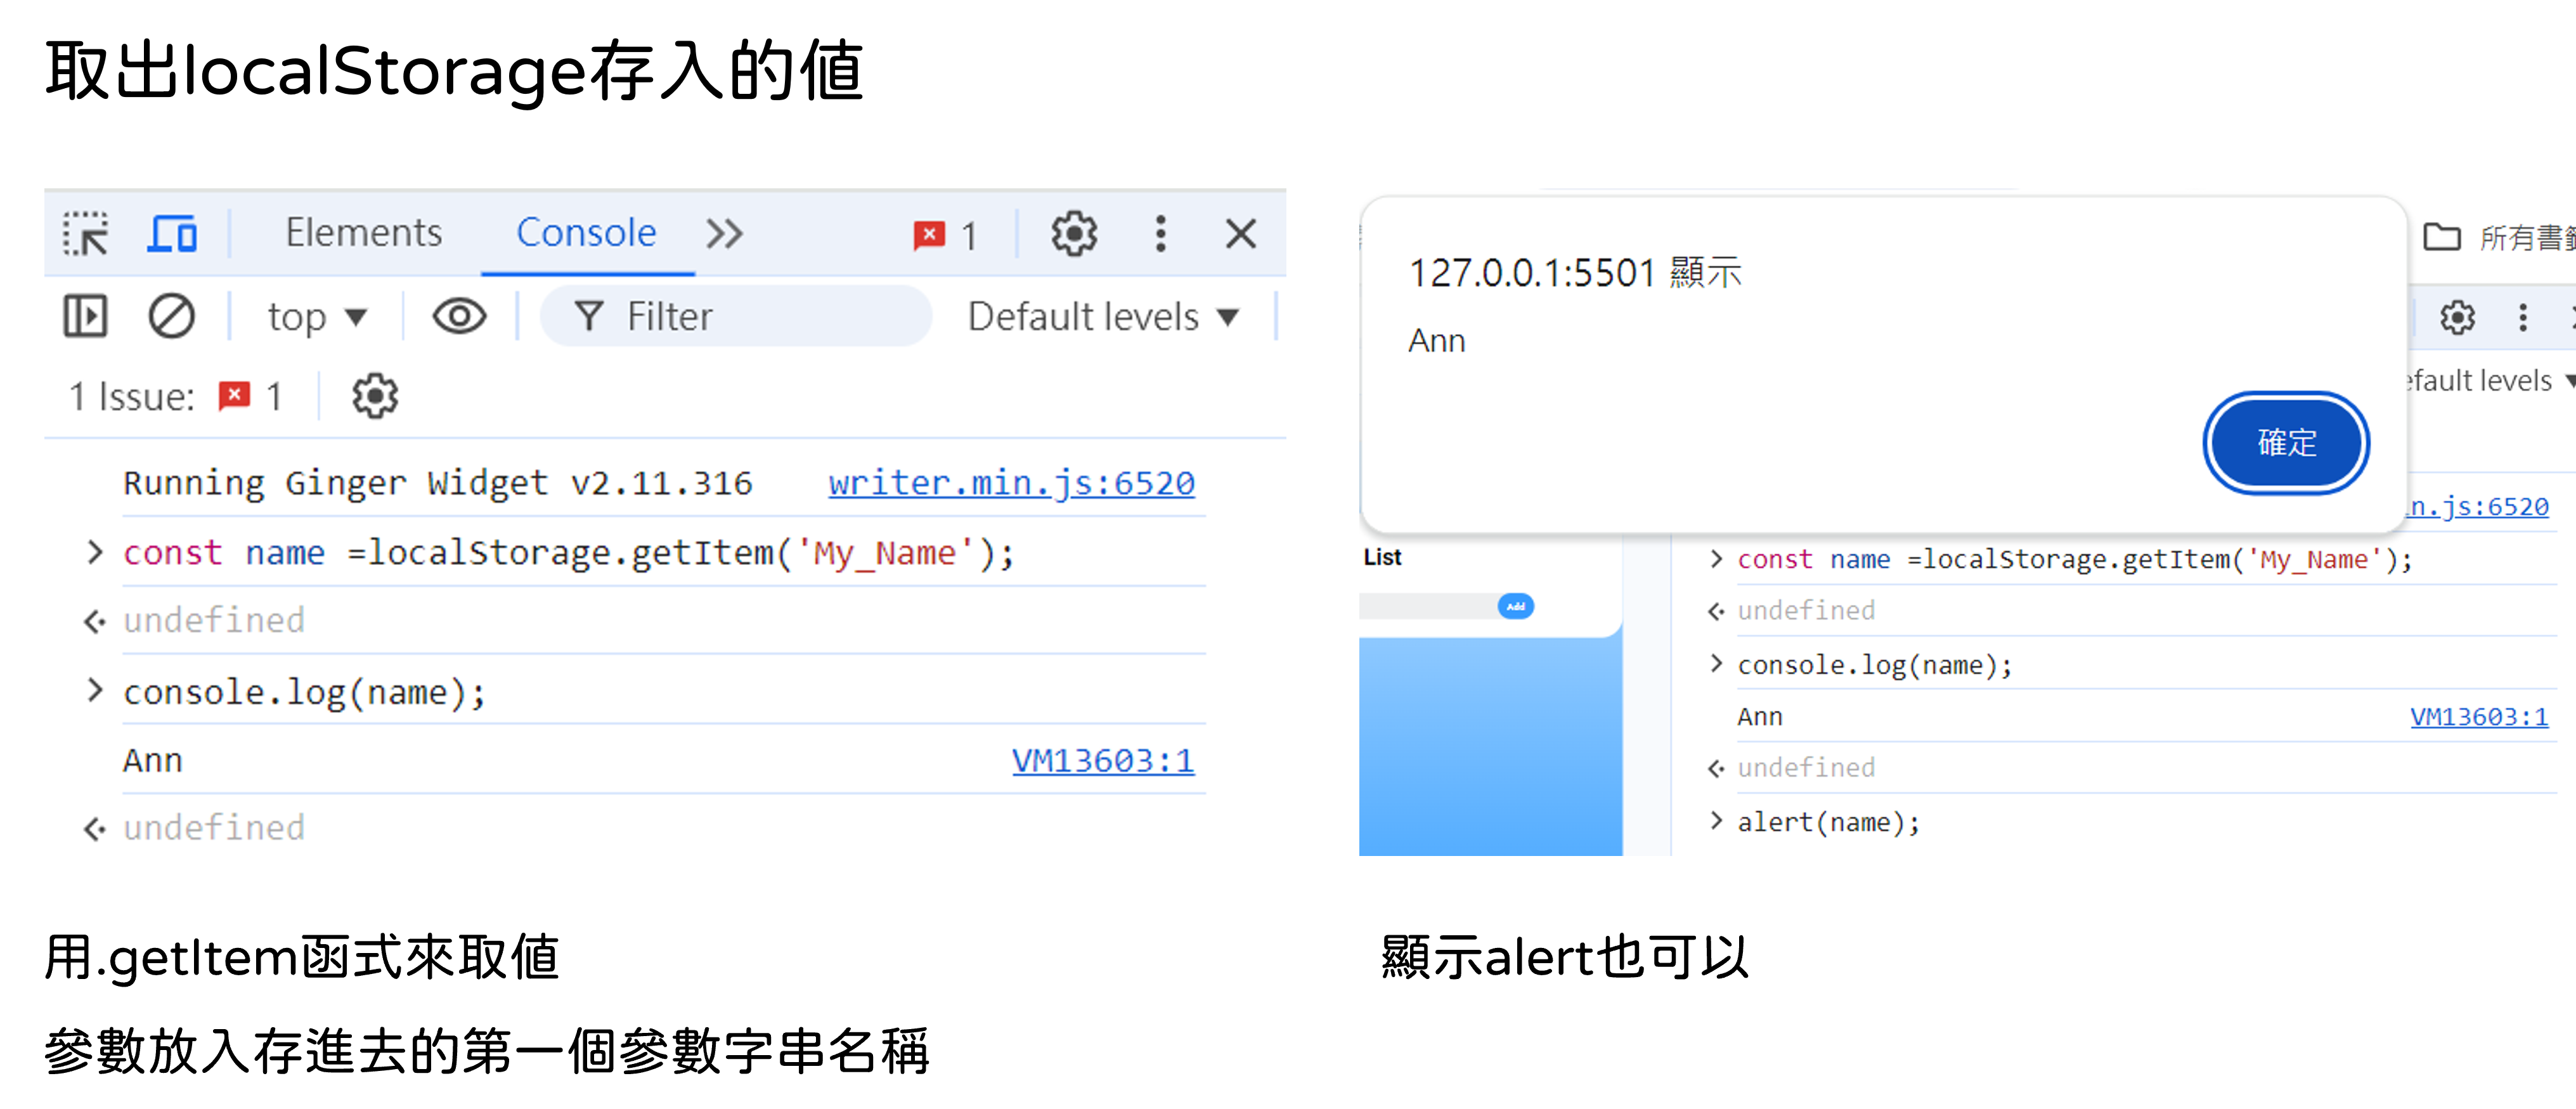 取出localStorage存入的値
Elements Console 1
top Filter Default levels
1 Issue: 1
Running Ginger Widget v2.11.316 writer.min.js:6520
const name =localStorage.getItem('My_Name');
undefined
console.log(name);
Ann VM13603:1
undefined
用.getItem函式來取値
參數放入存進去的第一個參數字串名稱
127.0.0.1:5501 顯示
Ann
確定
所有書
levels
n.js:6520
List
Add
const name =localStorage.getItem('My_Name');
undefined
console.log(name);
Ann VM13603:1
undefined
alert(name);
顯示alert也可以